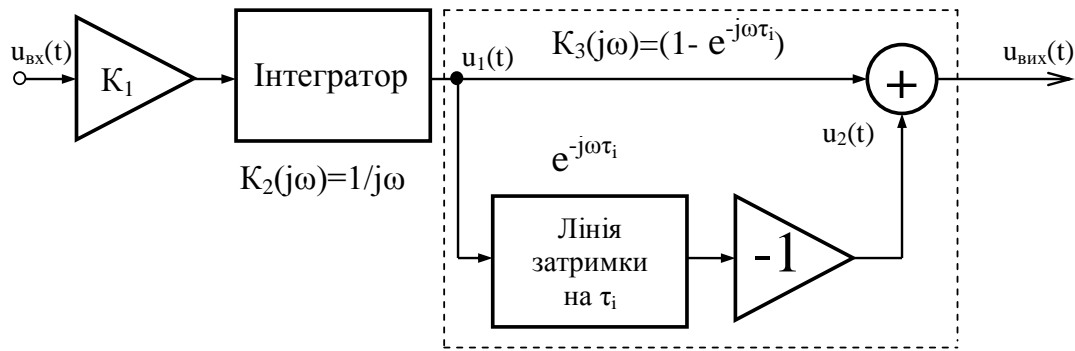 uвх(t)
K₁
Інтегратор
K₂(jω)=1/jω
u₁(t)
K₃(jω)=(1- e^-jωτᵢ)
+
uвих(t)
u₂(t)
e^-jωτᵢ
Лінія
затримки
на τᵢ
-1